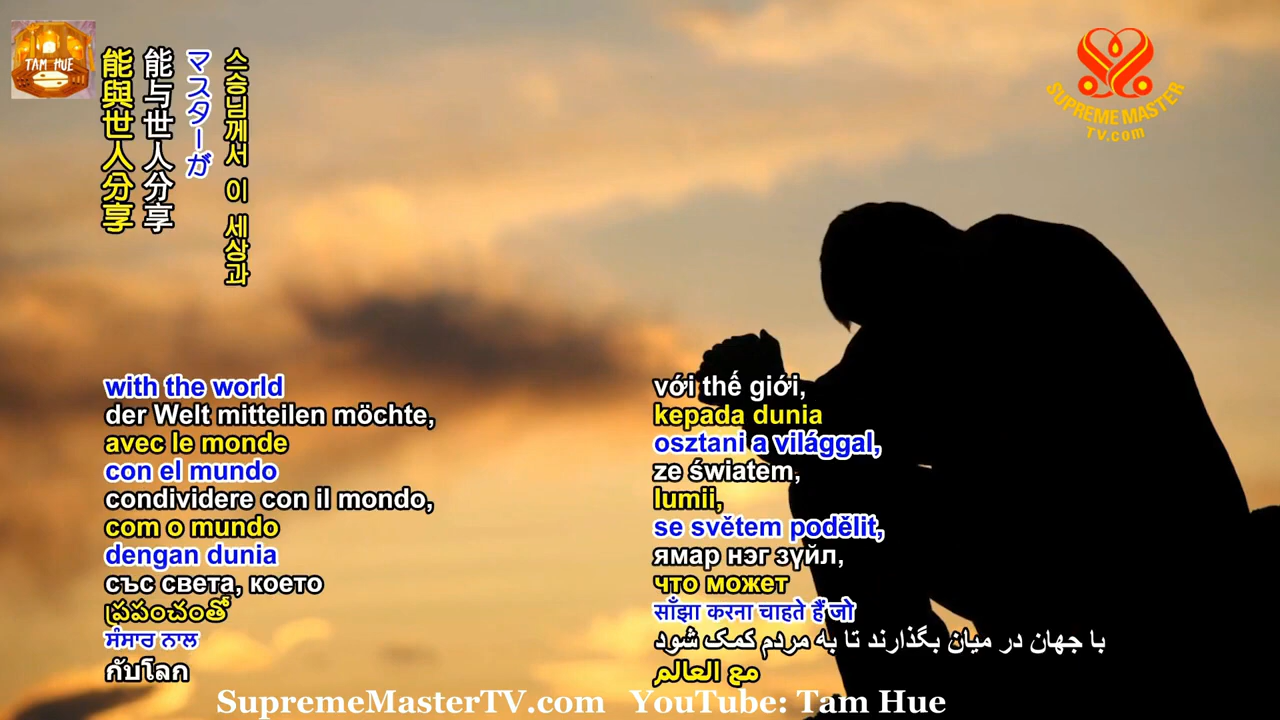 TAM HUE
能與世人分享
能与世人分享
マスターが
스승님께서 이 세상과
SUPREME MASTER
TV.com
with the world
der Welt mitteilen möchte,
avec le monde
con el mundo
condividere con il mondo,
com o mundo
dengan dunia
със света, което
ప్రపంచంతో
ਸੰਸਾਰ ਨਾਲ
กับโลก
với thế giới,
kepada dunia
osztani a világgal,
ze światem,
lumii,
se světem podělit,
ямар нэг зүйл,
что может
साँझा करना चाहते हैं जो
با جهان در میان بگذارند تا به مردم کمک شود
مع العالم
SupremeMasterTV.com YouTube: Tam Hue